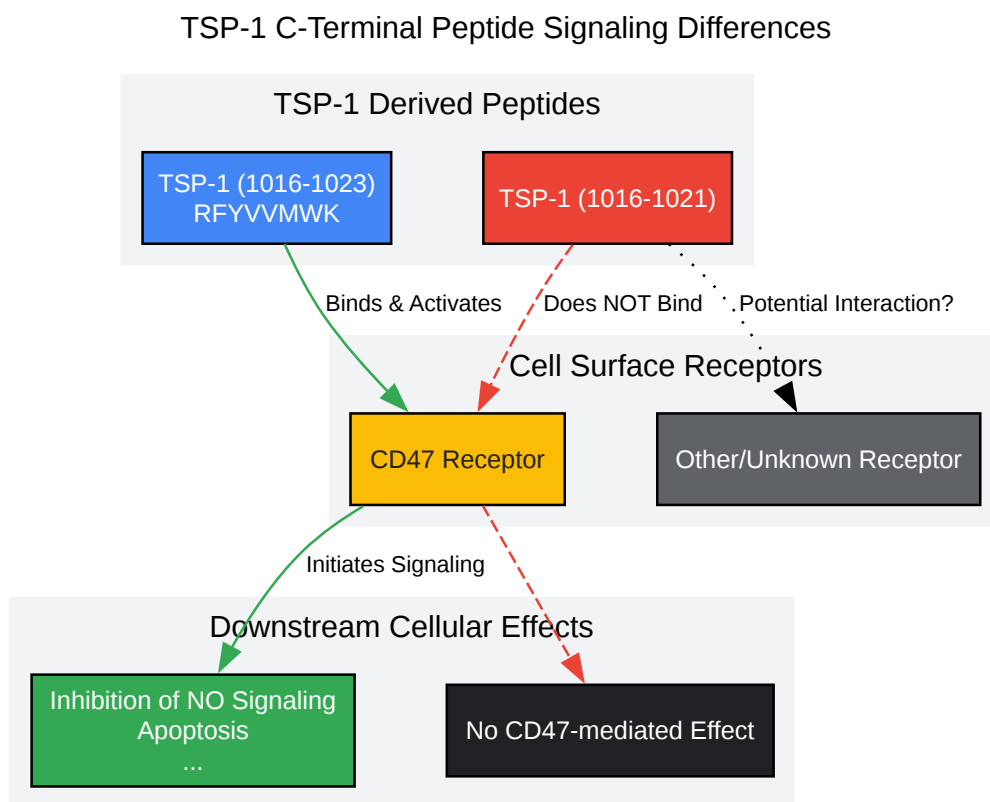 TSP-1 C-Terminal Peptide Signaling Differences
TSP-1 Derived Peptides
TSP-1 (1016-1023)
RFYVVMWK
TSP-1 (1016-1021)
Binds & Activates
Does NOT Bind
Potential Interaction?
Cell Surface Receptors
CD47 Receptor
Other/Unknown Receptor
Initiates Signaling
Downstream Cellular Effects
Inhibition of NO Signaling
Apoptosis
...
No CD47-mediated Effect